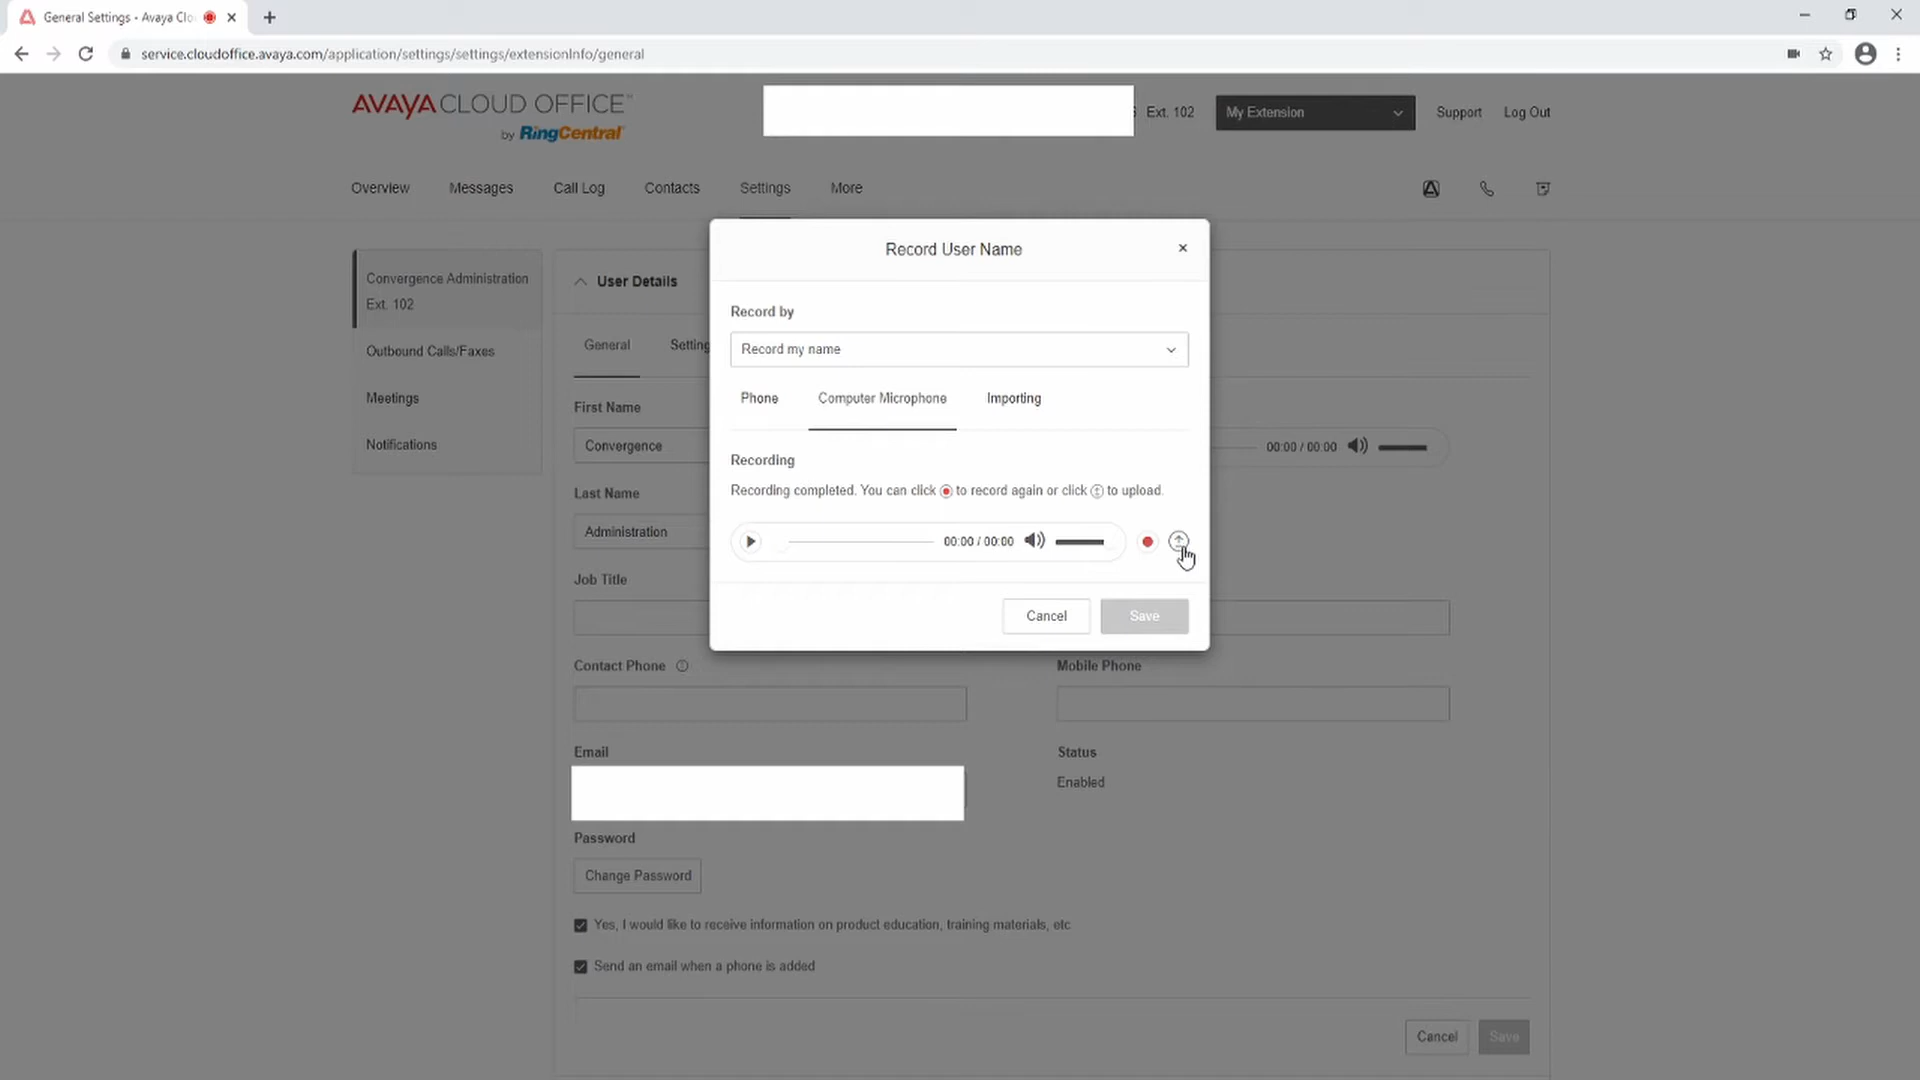 General Settings - Avaya Clo
service.cloudoffice.avaya.com/application/settings/settings/extensionInfo/general
AVAYA CLOUD OFFICE™
by RingCentral
Ext. 102
My Extension
Support
Log Out
Overview
Messages
Call Log
Contacts
Settings
More
Convergence Administration
Ext. 102
Outbound Calls/Faxes
Meetings
Notifications
User Details
General
Setting
First Name
Convergence
00:00 / 00:00
Last Name
Administration
Job Title
Contact Phone
Mobile Phone
Email
Status
Enabled
Password
Change Password
Yes, I would like to receive information on product education, training materials, etc
Send an email when a phone is added
Cancel
Save
Record User Name
Record by
Record my name
Phone
Computer Microphone
Importing
Recording
Recording completed. You can click to record again or click to upload.
00:00 / 00:00
Cancel
Save